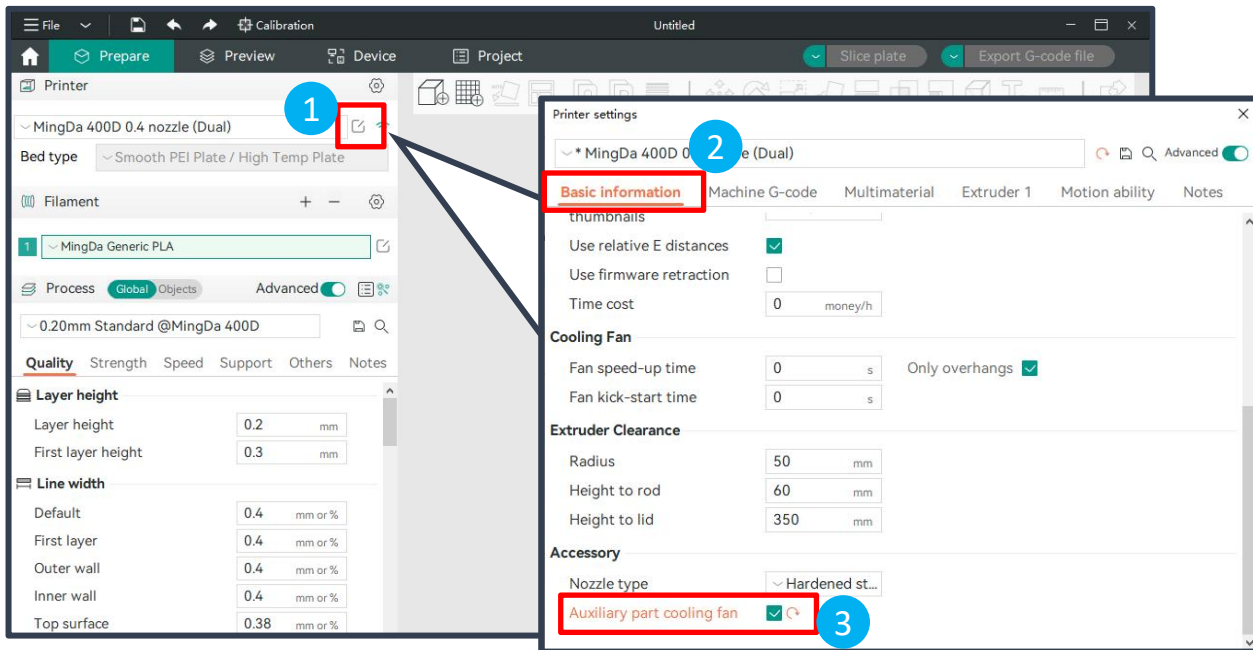 File
Calibration
Untitled
Prepare
Preview
Device
Project
Slice plate
Export G-code file
Printer
1
MingDa 400D 0.4 nozzle (Dual)
Bed type
Smooth PEI Plate / High Temp Plate
Filament
1
MingDa Generic PLA
Process
Global
Objects
Advanced
0.20mm Standard @MingDa 400D
Quality
Strength
Speed
Support
Others
Notes
Layer height
Layer height 0.2 mm
First layer height 0.3 mm
Line width
Default 0.4 mm or %
First layer 0.4 mm or %
Outer wall 0.4 mm or %
Inner wall 0.4 mm or %
Top surface 0.38 mm or %
Printer settings
* MingDa 400D 0
2
e (Dual)
Advanced
Basic information
Machine G-code
Multimaterial
Extruder 1
Motion ability
Notes
thumbnails
Use relative E distances
Use firmware retraction
Time cost 0 money/h
Cooling Fan
Fan speed-up time 0 s Only overhangs
Fan kick-start time 0 s
Extruder Clearance
Radius 50 mm
Height to rod 60 mm
Height to lid 350 mm
Accessory
Nozzle type Hardened st...
Auxiliary part cooling fan
3